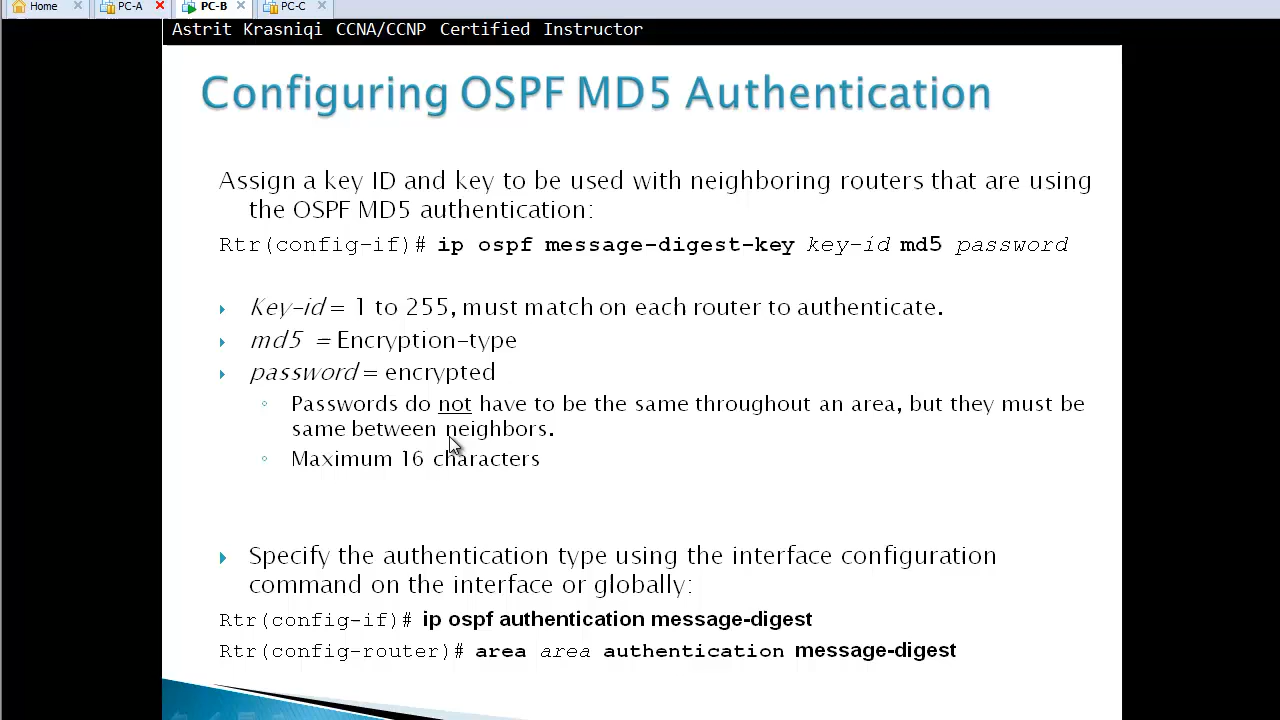 Home PC-A PC-B PC-C
Astrit Krasniqi CCNA/CCNP Certified Instructor
Configuring OSPF MD5 Authentication
Assign a key ID and key to be used with neighboring routers that are using
the OSPF MD5 authentication:
Rtr(config-if)# ip ospf message-digest-key key-id md5 password
Key-id = 1 to 255, must match on each router to authenticate.
md5 = Encryption-type
password = encrypted
Passwords do not have to be the same throughout an area, but they must be
same between neighbors.
Maximum 16 characters
Specify the authentication type using the interface configuration
command on the interface or globally:
Rtr(config-if)# ip ospf authentication message-digest
Rtr(config-router)# area area authentication message-digest